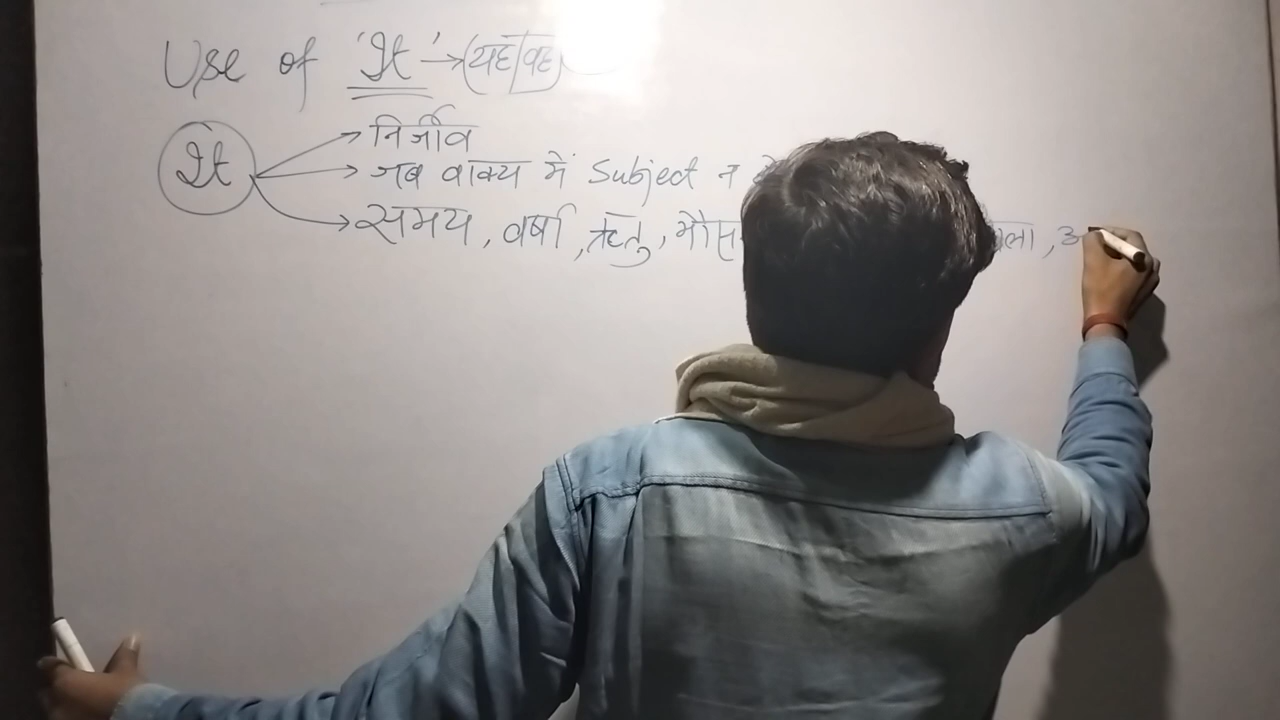 Use of 'It' → (यह/वह)
It → निर्जीव
→ जब वाक्य में Subject न
→ समय, वर्षा, ऋतु,